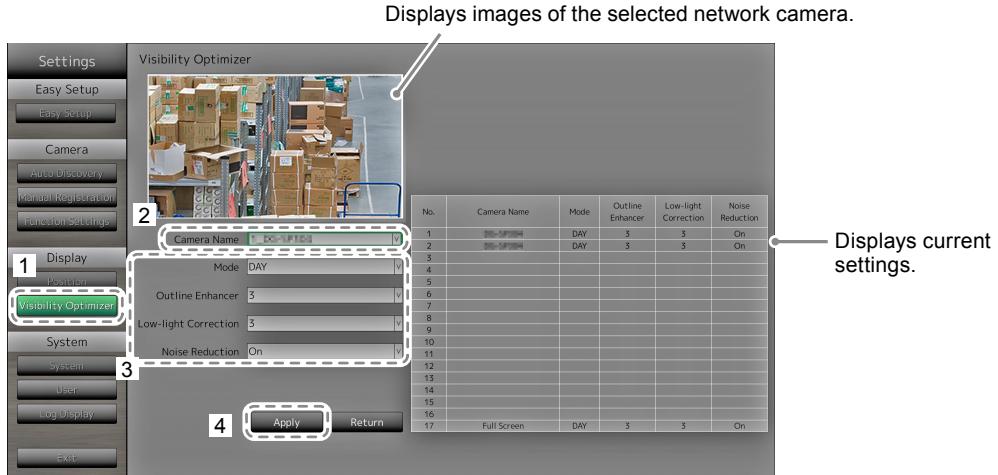 Displays images of the selected network camera.
Settings
Easy Setup
Easy Setup
Camera
Auto Discovery
Manual Registration
Function Settings
1
Display
Position
Visibility Optimizer
System
System
User
Log Display
Exit
Visibility Optimizer
2
Camera Name
3
Mode DAY
Outline Enhancer 3
Low-light Correction 3
Noise Reduction On
4
Apply Return
No. Camera Name Mode Outline Enhancer Low-light Correction Noise Reduction
1 DAY 3 3 On
2 DAY 3 3 On
3
4
5
6
7
8
9
10
11
12
13
14
15
16
17 Full Screen DAY 3 3 On
Displays current
settings.